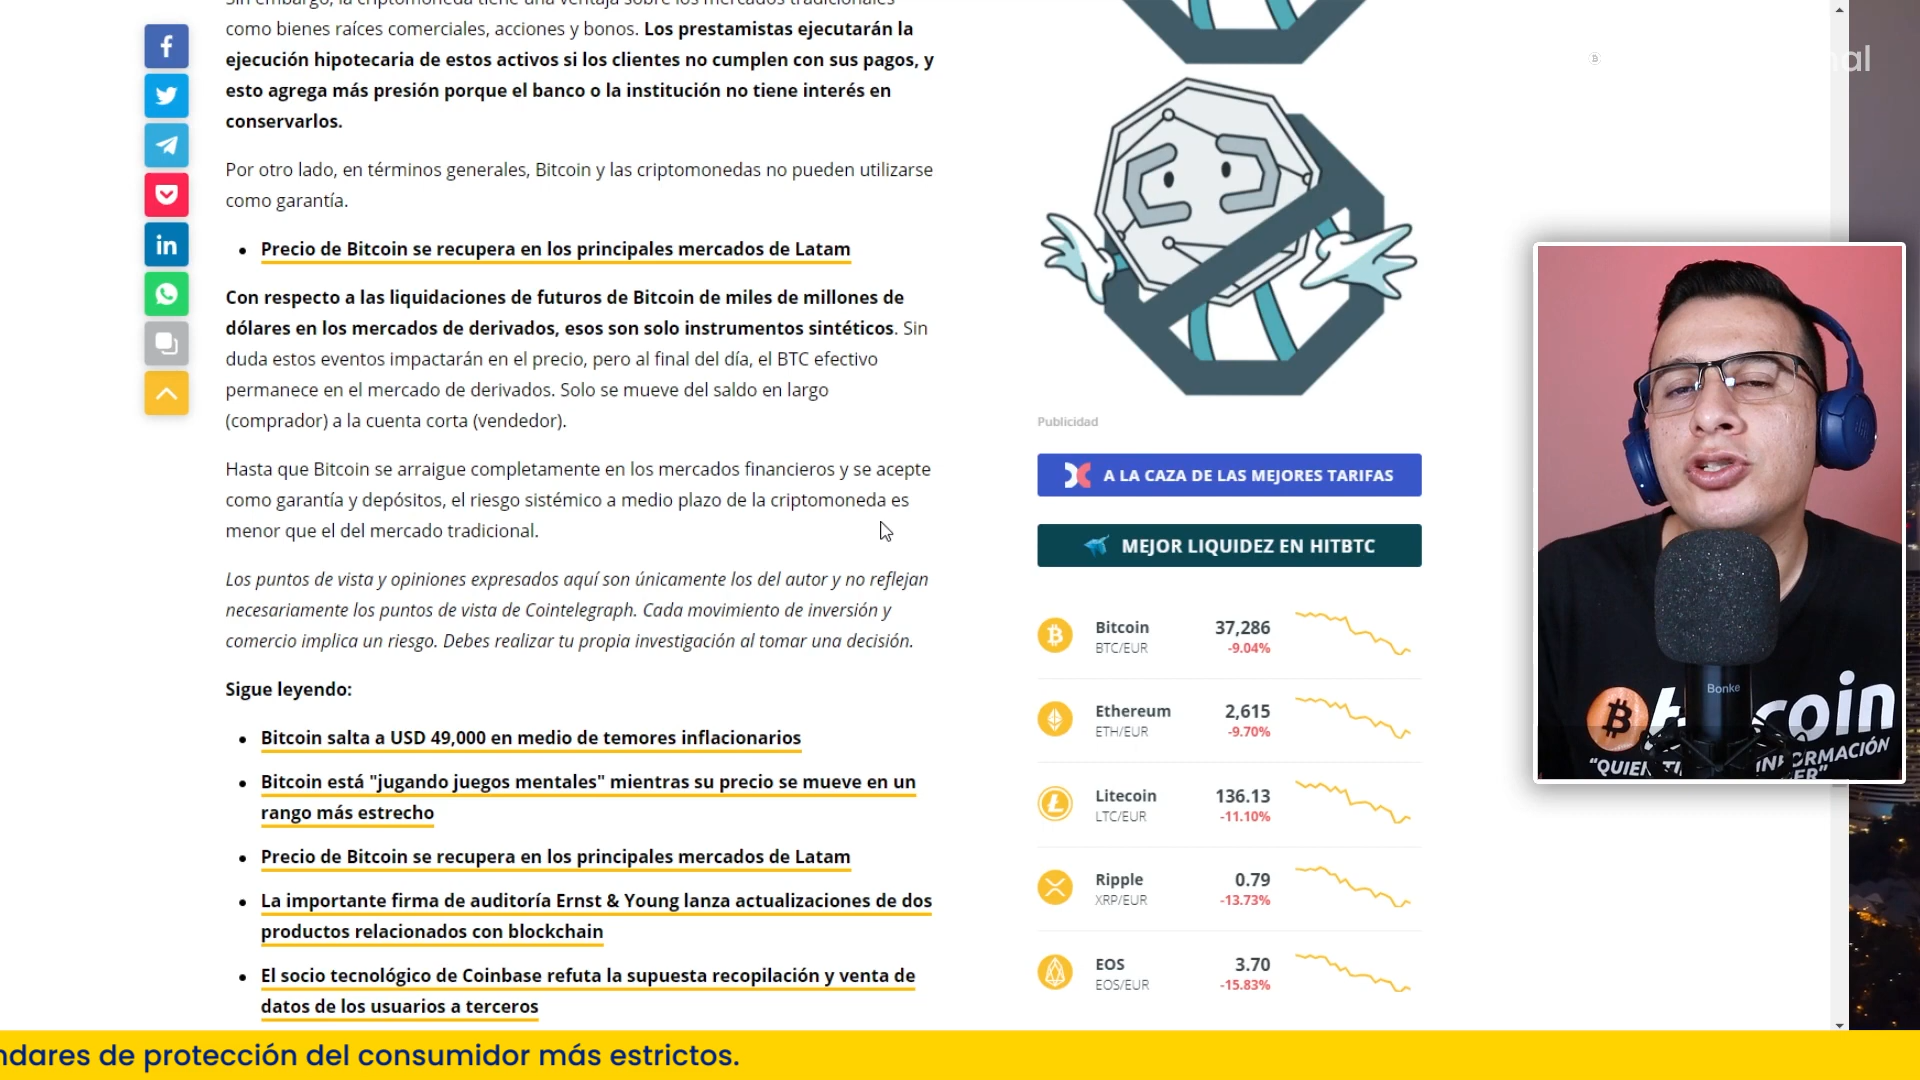 como bienes raíces comerciales, acciones y bonos. Los prestamistas ejecutarán la
ejecución hipotecaria de estos activos si los clientes no cumplen con sus pagos, y
esto agrega más presión porque el banco o la institución no tiene interés en
conservarlos.
Por otro lado, en términos generales, Bitcoin y las criptomonedas no pueden utilizarse
como garantía.
Precio de Bitcoin se recupera en los principales mercados de Latam
Con respecto a las liquidaciones de futuros de Bitcoin de miles de millones de
dólares en los mercados de derivados, esos son solo instrumentos sintéticos. Sin
duda estos eventos impactarán en el precio, pero al final del día, el BTC efectivo
permanece en el mercado de derivados. Solo se mueve del saldo en largo
(comprador) a la cuenta corta (vendedor).
Hasta que Bitcoin se arraigue completamente en los mercados financieros y se acepte
como garantía y depósitos, el riesgo sistémico a medio plazo de la criptomoneda es
menor que el del mercado tradicional.
Los puntos de vista y opiniones expresados aquí son únicamente los del autor y no reflejan
necesariamente los puntos de vista de Cointelegraph. Cada movimiento de inversión y
comercio implica un riesgo. Debes realizar tu propia investigación al tomar una decisión.
Sigue leyendo:
Bitcoin salta a USD 49,000 en medio de temores inflacionarios
Bitcoin está "jugando juegos mentales" mientras su precio se mueve en un
rango más estrecho
Precio de Bitcoin se recupera en los principales mercados de Latam
La importante firma de auditoría Ernst & Young lanza actualizaciones de dos
productos relacionados con blockchain
El socio tecnológico de Coinbase refuta la supuesta recopilación y venta de
datos de los usuarios a terceros
Publicidad
A LA CAZA DE LAS MEJORES TARIFAS
MEJOR LIQUIDEZ EN HITBTC
Bitcoin 37,286
BTC/EUR -9.04%
Ethereum 2,615
ETH/EUR -9.70%
Litecoin 136.13
LTC/EUR -11.10%
Ripple 0.79
XRP/EUR -13.73%
EOS 3.70
EOS/EUR -15.83%
nal
Bonke
coin
ndares de protección del consumidor más estrictos.